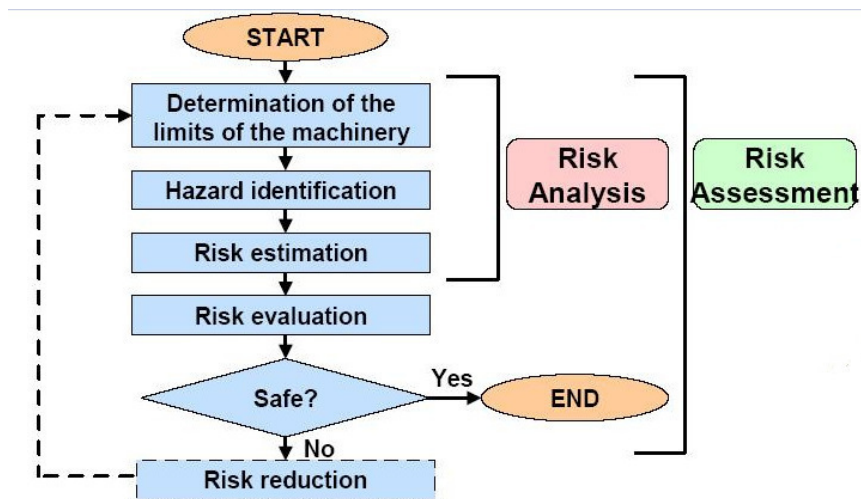 START
Determination of the
limits of the machinery
Hazard identification
Risk estimation
Risk evaluation
Safe?
Yes
END
No
Risk reduction
Risk
Analysis
Risk
Assessment